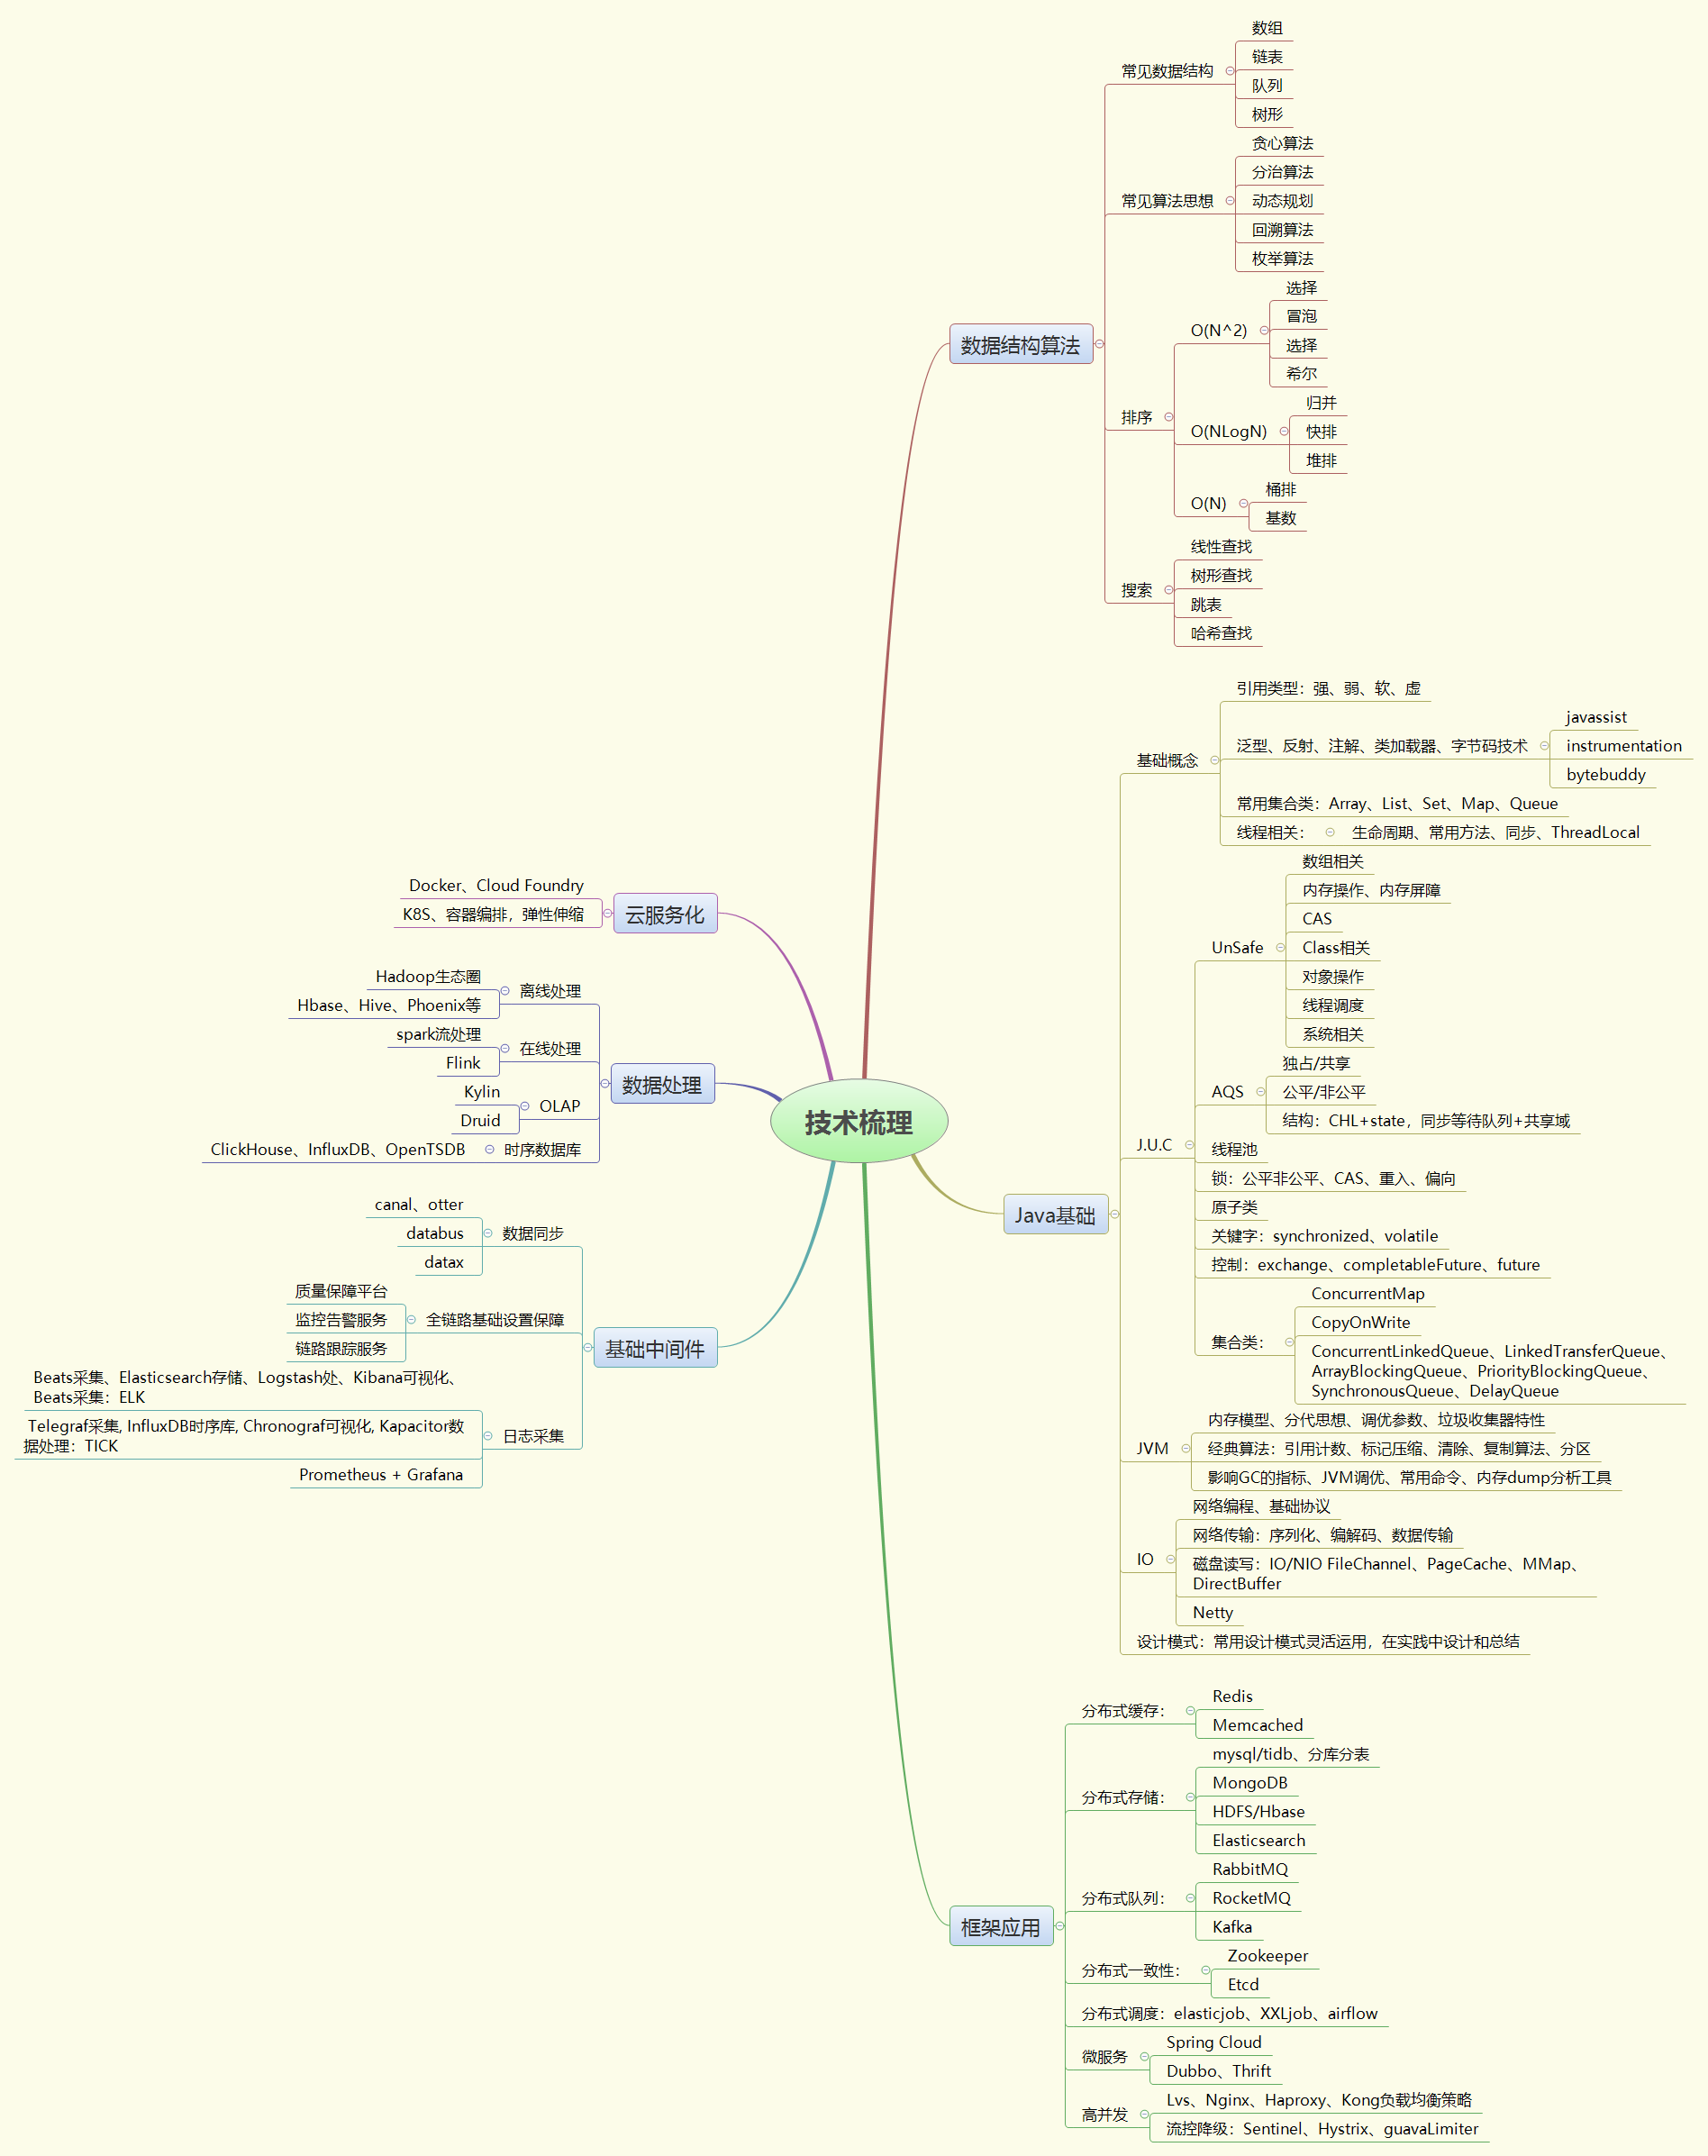 技术梳理
数据结构算法
常见数据结构
数组
链表
队列
树形
常见算法思想
贪心算法
分治算法
动态规划
回溯算法
枚举算法
排序
O(N^2)
选择
冒泡
选择
希尔
O(NLogN)
归并
快排
堆排
O(N)
桶排
基数
搜索
线性查找
树形查找
跳表
哈希查找
Java基础
基础概念
引用类型：强、弱、软、虚
泛型、反射、注解、类加载器、字节码技术
javassist
instrumentation
bytebuddy
常用集合类：Array、List、Set、Map、Queue
线程相关：
生命周期、常用方法、同步、ThreadLocal
J.U.C
UnSafe
数组相关
内存操作、内存屏障
CAS
Class相关
对象操作
线程调度
系统相关
AQS
独占/共享
公平/非公平
结构：CHL+state，同步等待队列+共享域
线程池
锁：公平非公平、CAS、重入、偏向
原子类
关键字：synchronized、volatile
控制：exchange、completableFuture、future
集合类：
ConcurrentMap
CopyOnWrite
ConcurrentLinkedQueue、LinkedTransferQueue、
ArrayBlockingQueue、PriorityBlockingQueue、
SynchronousQueue、DelayQueue
JVM
内存模型、分代思想、调优参数、垃圾收集器特性
经典算法：引用计数、标记压缩、清除、复制算法、分区
影响GC的指标、JVM调优、常用命令、内存dump分析工具
IO
网络编程、基础协议
网络传输：序列化、编解码、数据传输
磁盘读写：IO/NIO FileChannel、PageCache、MMap、
DirectBuffer
Netty
设计模式：常用设计模式灵活运用，在实践中设计和总结
框架应用
分布式缓存：
Redis
Memcached
分布式存储：
mysql/tidb、分库分表
MongoDB
HDFS/Hbase
Elasticsearch
分布式队列：
RabbitMQ
RocketMQ
Kafka
分布式一致性：
Zookeeper
Etcd
分布式调度：elasticjob、XXLjob、airflow
微服务
Spring Cloud
Dubbo、Thrift
高并发
Lvs、Nginx、Haproxy、Kong负载均衡策略
流控降级：Sentinel、Hystrix、guavaLimiter
云服务化
Docker、Cloud Foundry
K8S、容器编排，弹性伸缩
数据处理
离线处理
Hadoop生态圈
Hbase、Hive、Phoenix等
在线处理
spark流处理
Flink
OLAP
Kylin
Druid
时序数据库
ClickHouse、InfluxDB、OpenTSDB
基础中间件
数据同步
canal、otter
databus
datax
全链路基础设置保障
质量保障平台
监控告警服务
链路跟踪服务
日志采集
Beats采集、Elasticsearch存储、Logstash处、Kibana可视化、
Beats采集：ELK
Telegraf采集, InfluxDB时序库, Chronograf可视化, Kapacitor数
据处理：TICK
Prometheus + Grafana